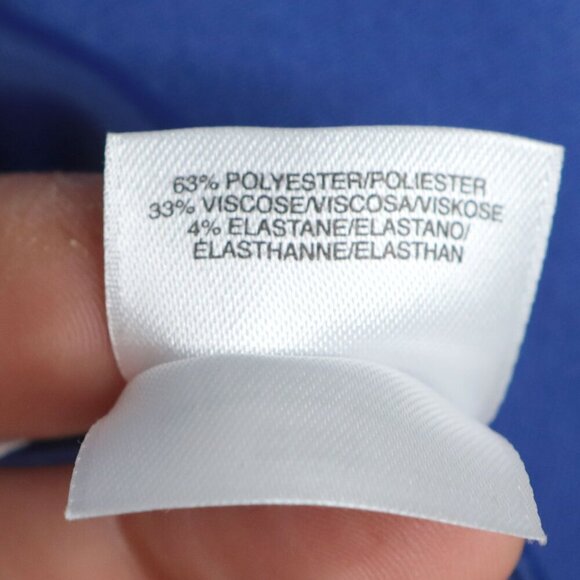 63% POLYESTER/POLIESTER
33% VISCOSE/VISCOSA/VISKOSE
4% ELASTANE/ELASTANO/
ÉLASTHANNE/ELASTHAN